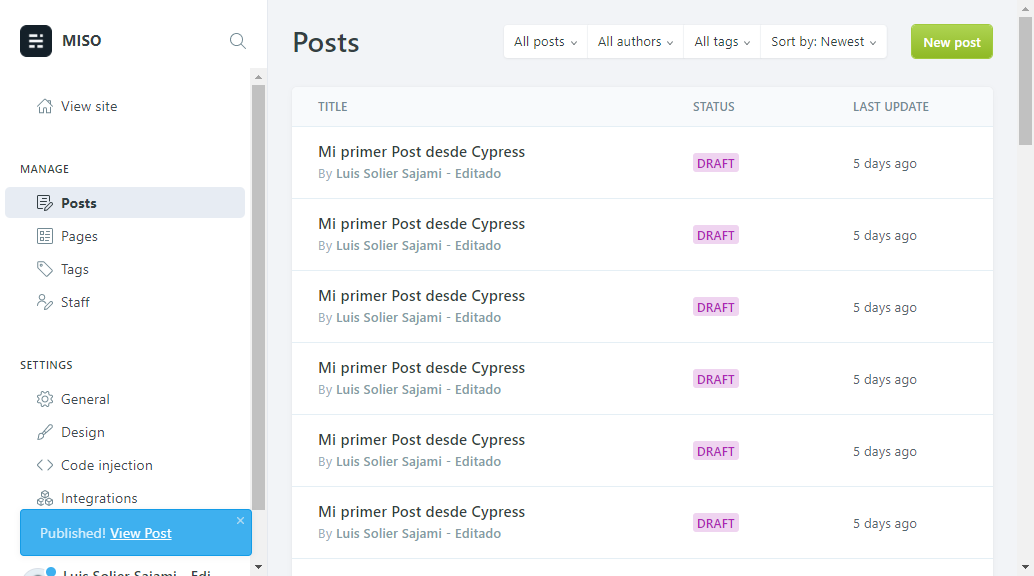 MISO
View site
MANAGE
Posts
Pages
Tags
Staff
SETTINGS
General
Design
Code injection
Integrations
Published! View Post
Luis Solier Sajami - Edi
Posts
All posts
All authors
All tags
Sort by: Newest
New post
TITLE STATUS LAST UPDATE
Mi primer Post desde Cypress
By Luis Solier Sajami - Editado
DRAFT
5 days ago
Mi primer Post desde Cypress
By Luis Solier Sajami - Editado
DRAFT
5 days ago
Mi primer Post desde Cypress
By Luis Solier Sajami - Editado
DRAFT
5 days ago
Mi primer Post desde Cypress
By Luis Solier Sajami - Editado
DRAFT
5 days ago
Mi primer Post desde Cypress
By Luis Solier Sajami - Editado
DRAFT
5 days ago
Mi primer Post desde Cypress
By Luis Solier Sajami - Editado
DRAFT
5 days ago